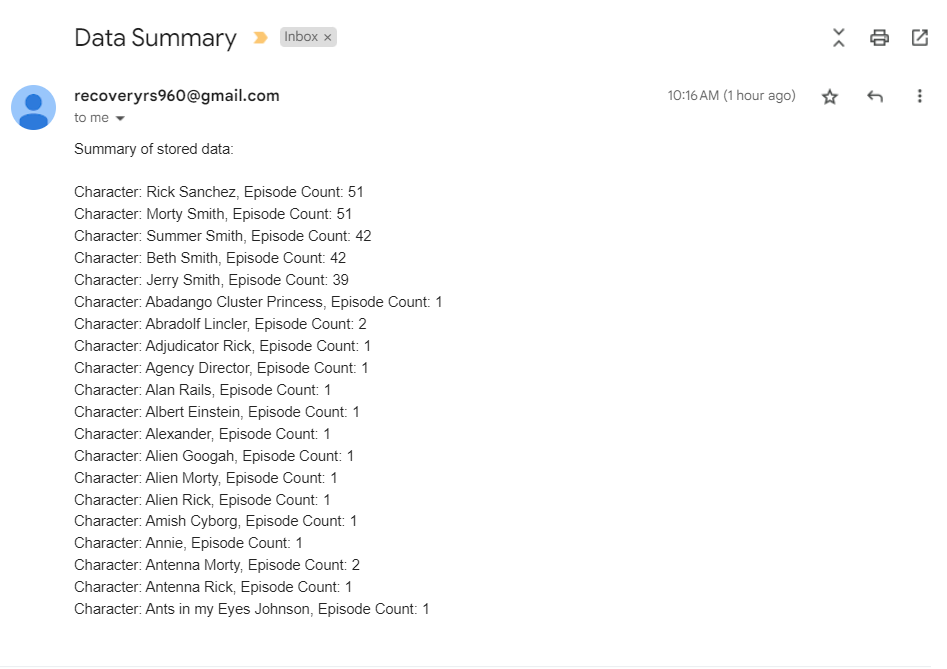 Data Summary Inbox ×
recoveryrs960@gmail.com 10:16 AM (1 hour ago)
to me
Summary of stored data:
Character: Rick Sanchez, Episode Count: 51
Character: Morty Smith, Episode Count: 51
Character: Summer Smith, Episode Count: 42
Character: Beth Smith, Episode Count: 42
Character: Jerry Smith, Episode Count: 39
Character: Abadango Cluster Princess, Episode Count: 1
Character: Abradolf Lincler, Episode Count: 2
Character: Adjudicator Rick, Episode Count: 1
Character: Agency Director, Episode Count: 1
Character: Alan Rails, Episode Count: 1
Character: Albert Einstein, Episode Count: 1
Character: Alexander, Episode Count: 1
Character: Alien Googah, Episode Count: 1
Character: Alien Morty, Episode Count: 1
Character: Alien Rick, Episode Count: 1
Character: Amish Cyborg, Episode Count: 1
Character: Annie, Episode Count: 1
Character: Antenna Morty, Episode Count: 2
Character: Antenna Rick, Episode Count: 1
Character: Ants in my Eyes Johnson, Episode Count: 1